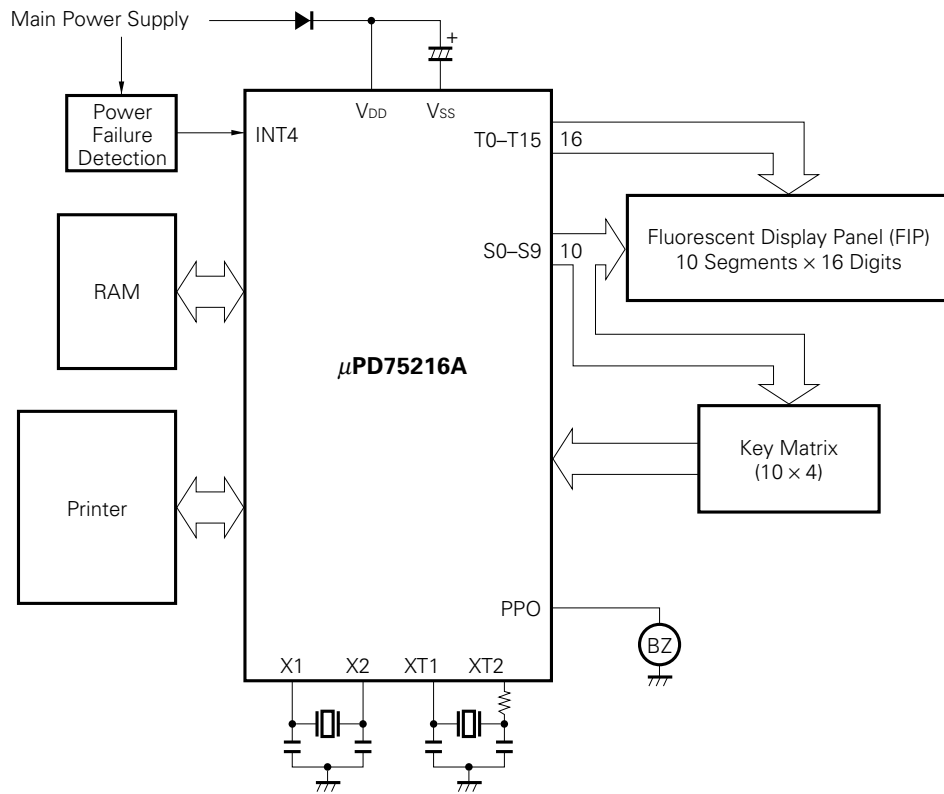 Main Power Supply
+
Power
Failure
Detection
INT4
VDD
VSS
T0–T15
16
Fluorescent Display Panel (FIP)
10 Segments × 16 Digits
S0–S9
10
RAM
μPD75216A
Key Matrix
(10 × 4)
Printer
PPO
BZ
X1
X2
XT1
XT2